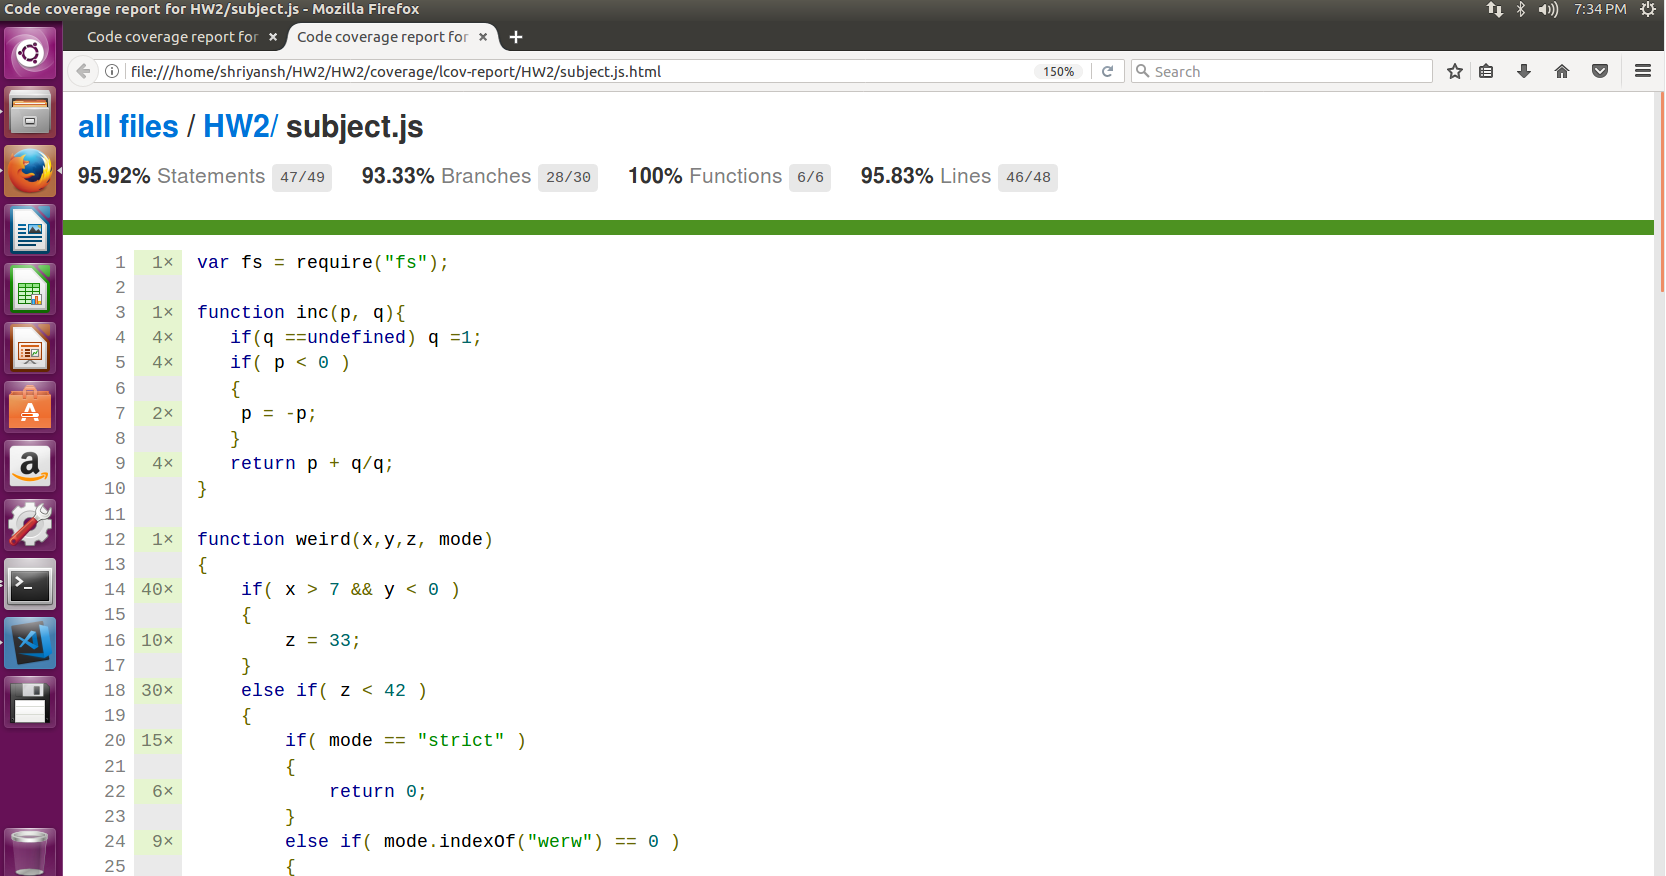 Code coverage report for HW2/subject.js - Mozilla Firefox
7:34 PM
Code coverage report for × Code coverage report for × +
file:///home/shriyansh/HW2/HW2/coverage/lcov-report/HW2/subject.js.html 150% Search
all files / HW2/ subject.js
95.92% Statements 47/49 93.33% Branches 28/30 100% Functions 6/6 95.83% Lines 46/48
1 1× var fs = require("fs");
2
3 1× function inc(p, q){
4 4× if(q ==undefined) q =1;
5 4× if( p < 0 )
6 {
7 2× p = -p;
8 }
9 4× return p + q/q;
10 }
11
12 1× function weird(x,y,z, mode)
13 {
14 40× if( x > 7 && y < 0 )
15 {
16 10× z = 33;
17 }
18 30× else if( z < 42 )
19 {
20 15× if( mode == "strict" )
21 {
22 6× return 0;
23 }
24 9× else if( mode.indexOf("werw") == 0 )
25 {